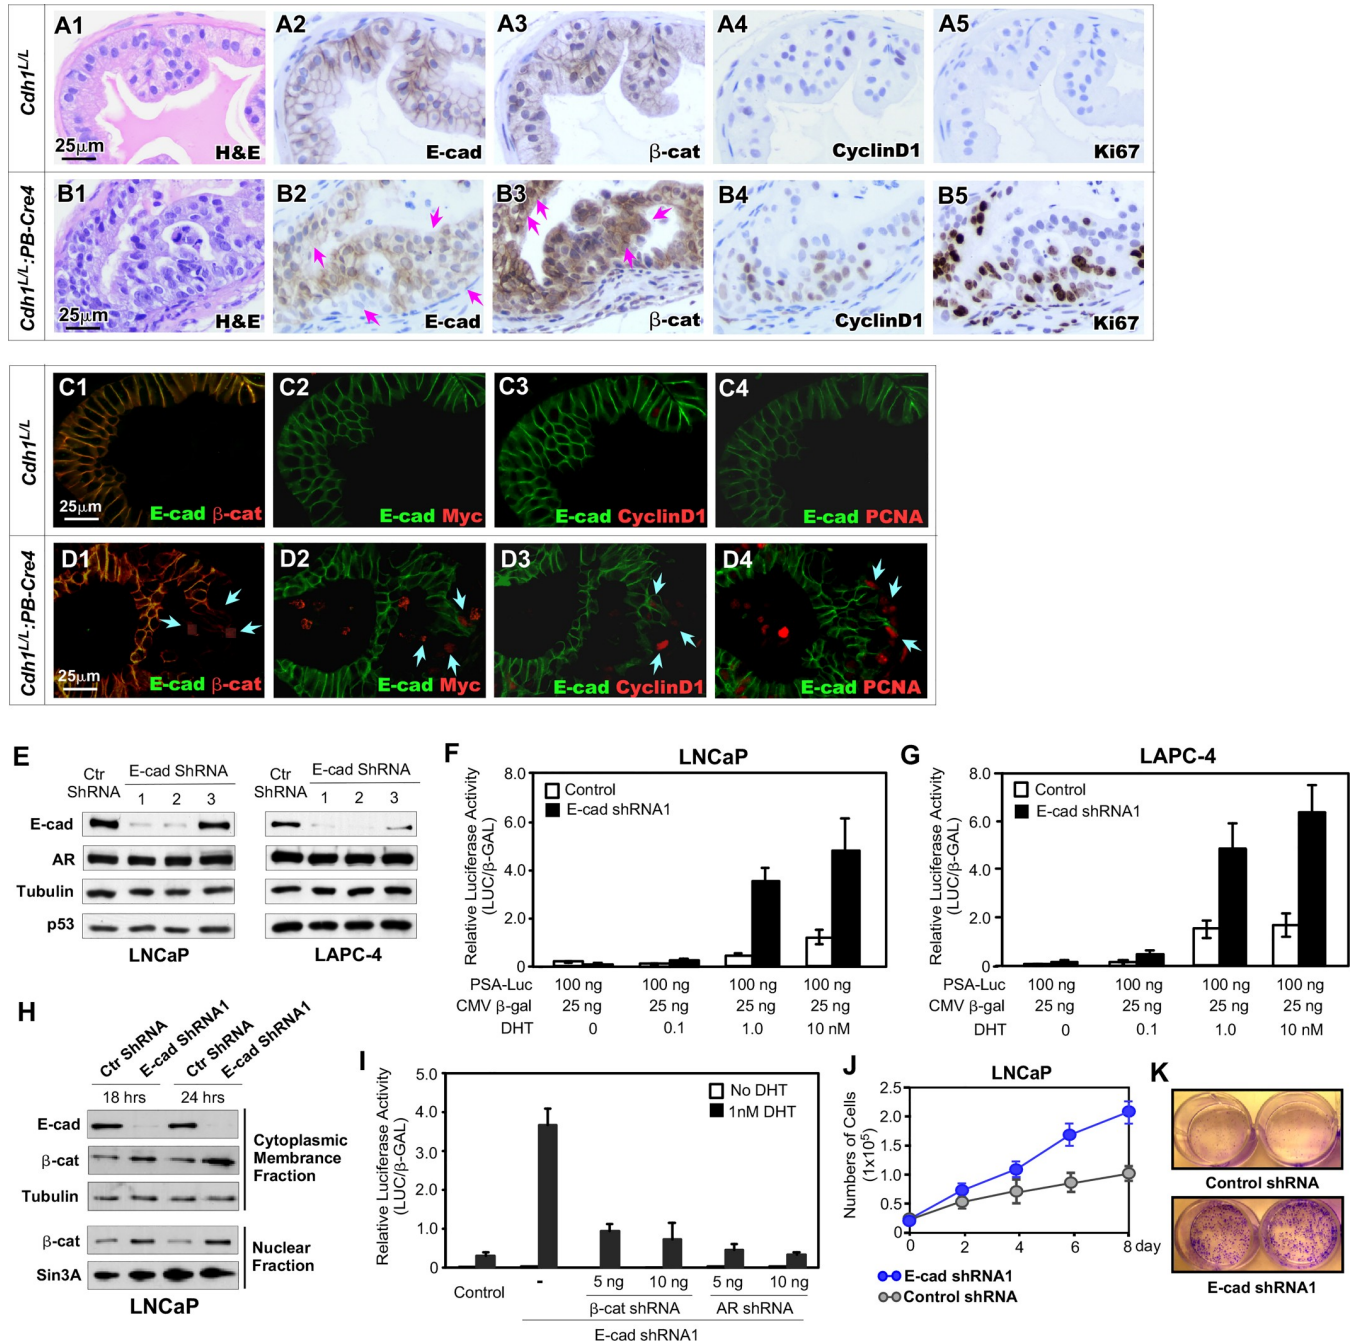 Cdh1L/L
A1
A2
A3
A4
A5
25µm
H&E
E-cad
β-cat
CyclinD1
Ki67
Cdh1L/L:PB-Cre4
B1
B2
B3
B4
B5
25µm
H&E
E-cad
β-cat
CyclinD1
Ki67
Cdh1L/L
C1
C2
C3
C4
25µm
E-cad β-cat
E-cad Myc
E-cad CyclinD1
E-cad PCNA
Cdh1L/L:PB-Cre4
D1
D2
D3
D4
25µm
E-cad β-cat
E-cad Myc
E-cad CyclinD1
E-cad PCNA
E
Ctr
ShRNA
E-cad ShRNA
1 2 3
Ctr
ShRNA
E-cad ShRNA
1 2 3
E-cad
AR
Tubulin
p53
LNCaP
LAPC-4
F
LNCaP
Relative Luciferase Activity
(LUC/β-GAL)
8.0
6.0
4.0
2.0
0
Control
E-cad shRNA1
PSA-Luc 100 ng 100 ng 100 ng 100 ng
CMV β-gal 25 ng 25 ng 25 ng 25 ng
DHT 0 0.1 1.0 10 nM
G
LAPC-4
Relative Luciferase Activity
(LUC/β-GAL)
8.0
6.0
4.0
2.0
0
Control
E-cad shRNA1
100 ng 100 ng 100 ng 100 ng
25 ng 25 ng 25 ng 25 ng
0 0.1 1.0 10 nM
H
Ctr ShRNA
E-cad ShRNA1
Ctr ShRNA
E-cad ShRNA1
18 hrs 24 hrs
E-cad
β-cat
Tubulin
Cytoplasmic
Membrance
Fraction
β-cat
Sin3A
Nuclear
Fraction
LNCaP
I
Relative Luciferase Activity
(LUC/β-GAL)
5.0
4.0
3.0
2.0
1.0
0
No DHT
1nM DHT
Control
-
5 ng 10 ng 5 ng 10 ng
β-cat shRNA AR shRNA
E-cad shRNA1
J
LNCaP
Numbers of Cells
(1x105)
2.5
2.0
1.5
1.0
0.5
0
0 2 4 6 8 day
E-cad shRNA1
Control shRNA
K
Control shRNA
E-cad shRNA1